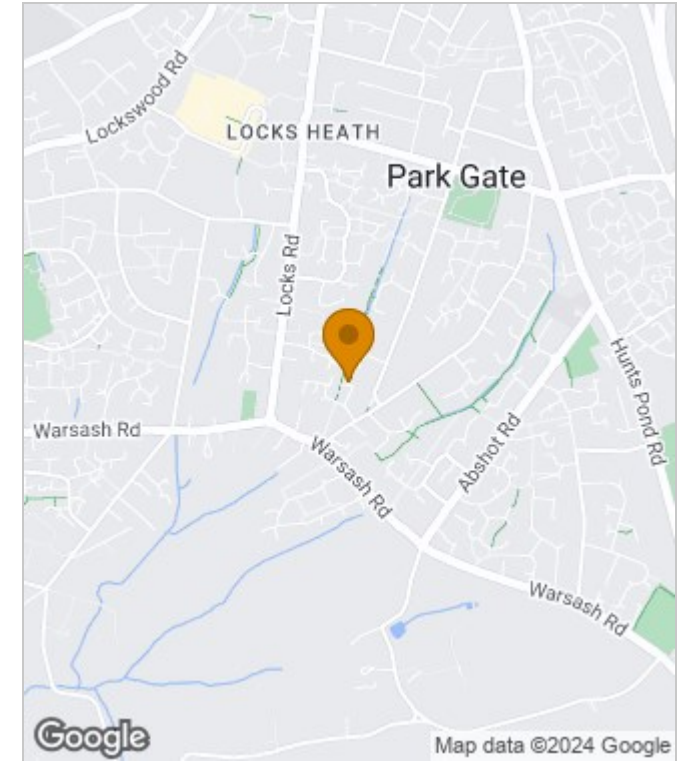 Lockswood Rd
LOCKS HEATH
Park Gate
Locks Rd
Hunts Pond Rd
Warsash Rd
Warsash Rd
Abshot Rd
Warsash Rd
Google
Map data ©2024 Google